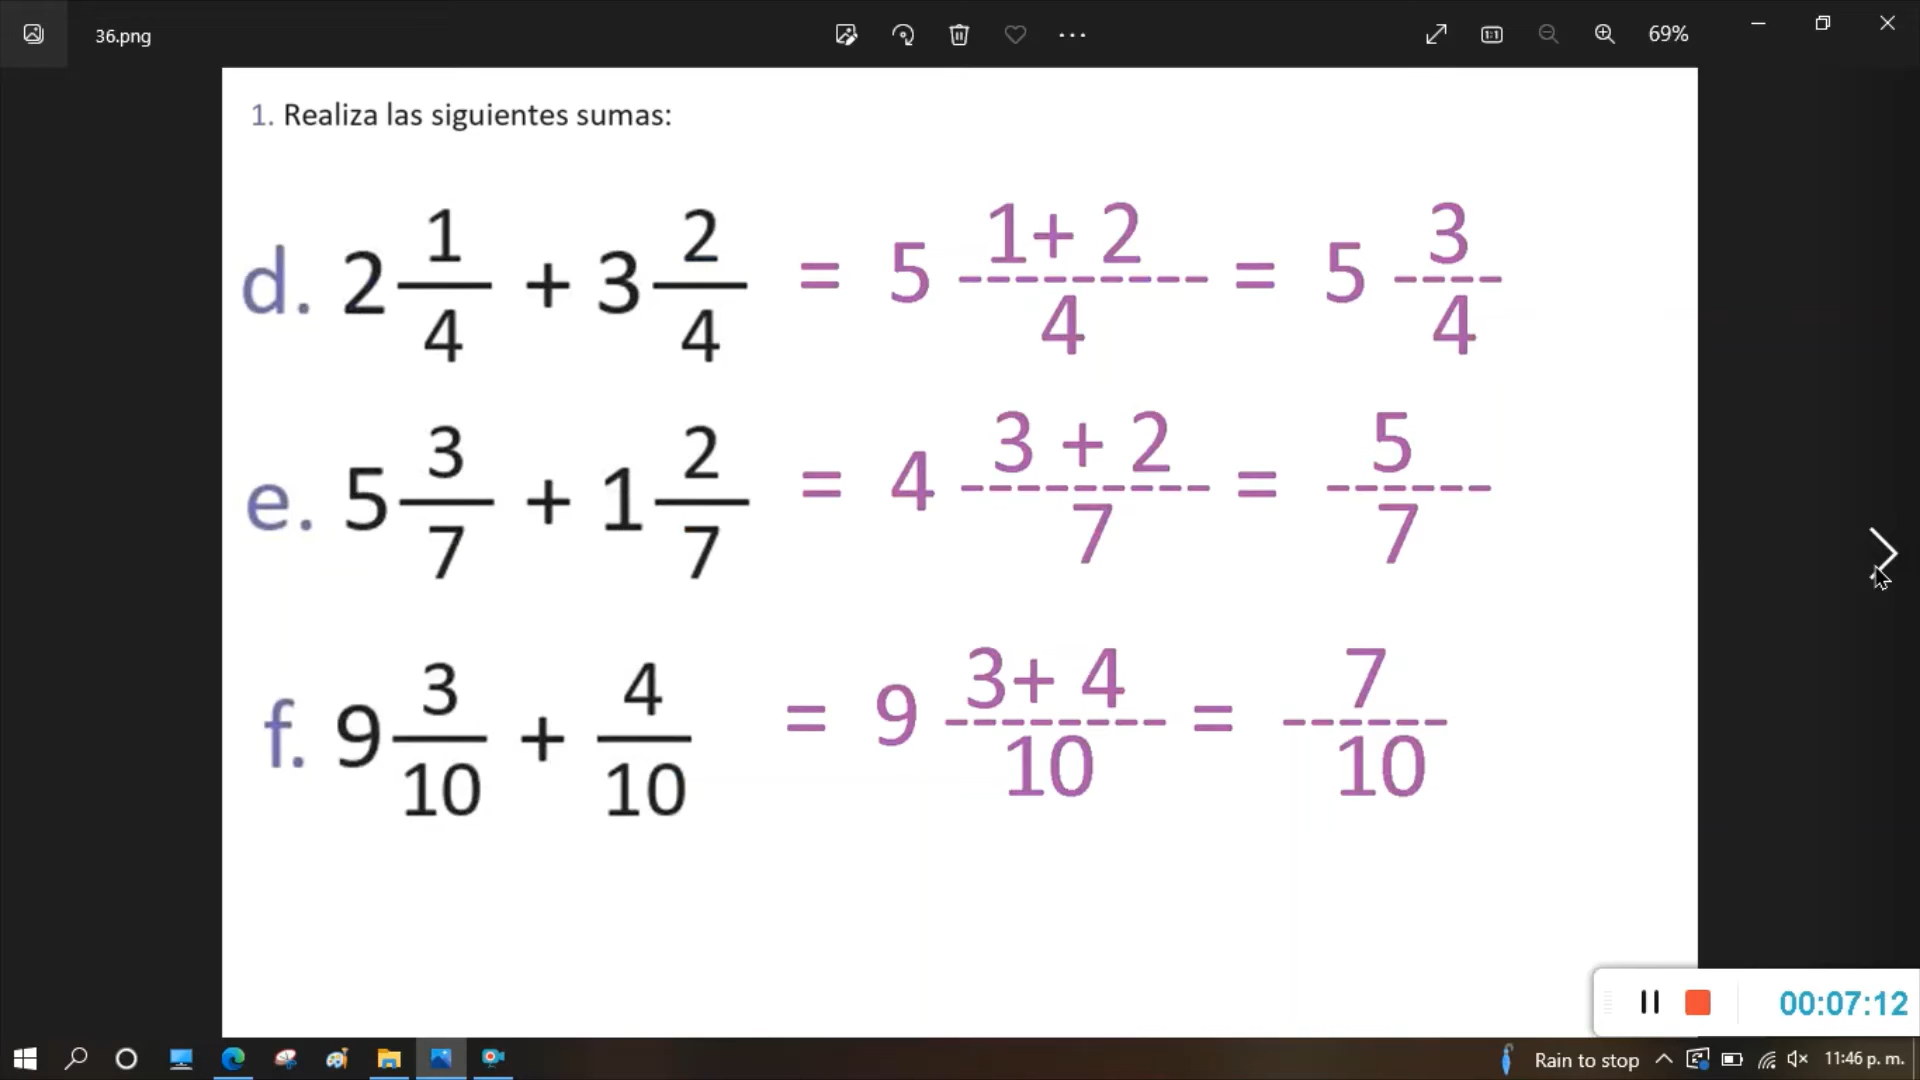 36.png
69%
1. Realiza las siguientes sumas:
d. 2 1/4 + 3 2/4 = 5 1+ 2/4 = 5 3/4
e. 5 3/7 + 1 2/7 = 4 3 + 2/7 = 5/7
f. 9 3/10 + 4/10 = 9 3+ 4/10 = 7/10
00:07:12
Rain to stop
11:46 p. m.